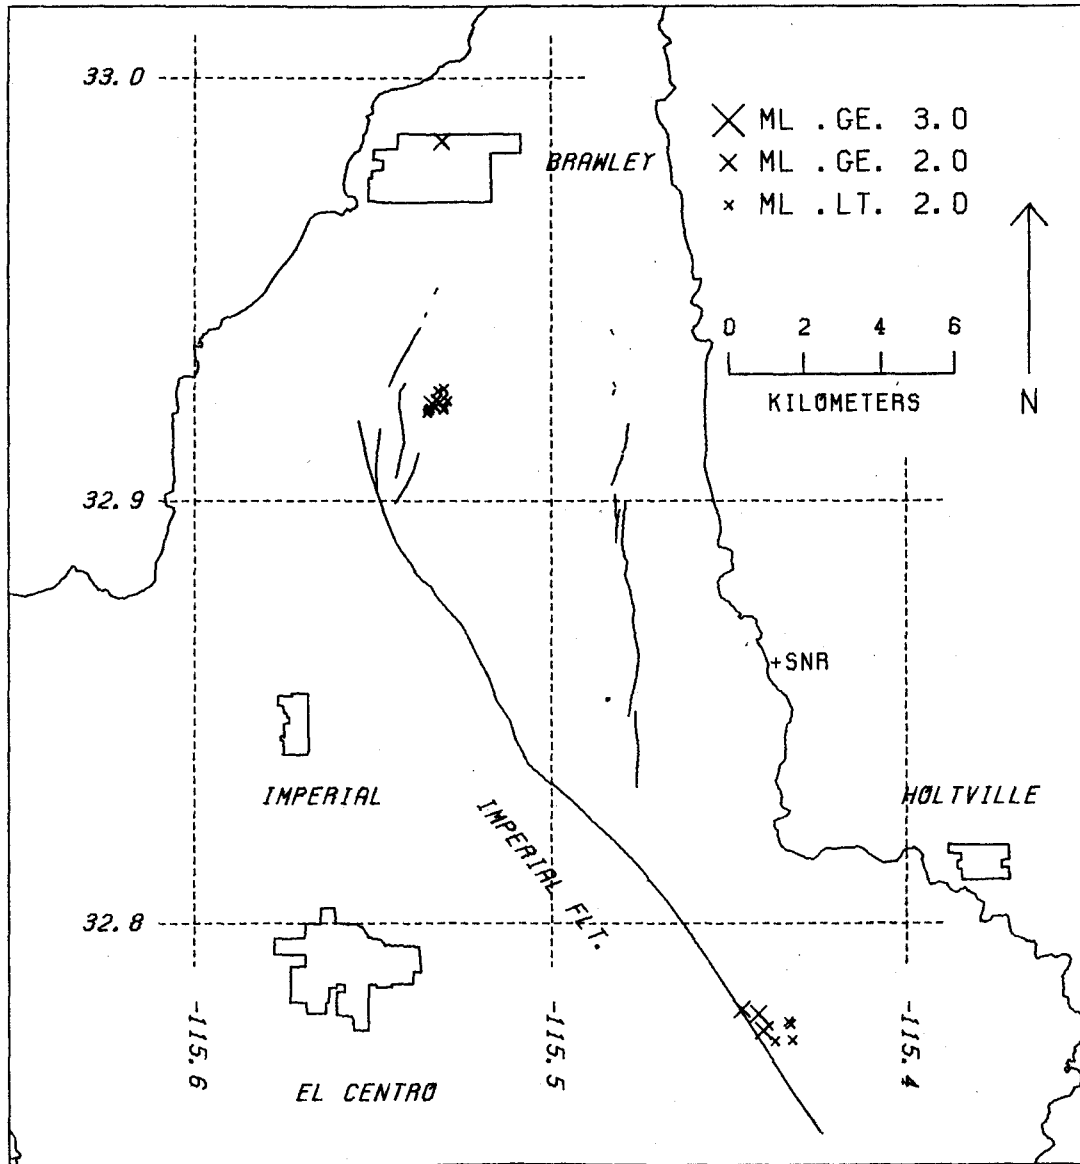 33.0
ML .GE. 3.0
BRAWLEY
ML .GE. 2.0
ML .LT. 2.0
0 2 4 6
KILOMETERS
N
32.9
+SNR
IMPERIAL
HOLTVILLE
IMPERIAL FLT.
32.8
-115.6
-115.5
-115.4
EL CENTRO